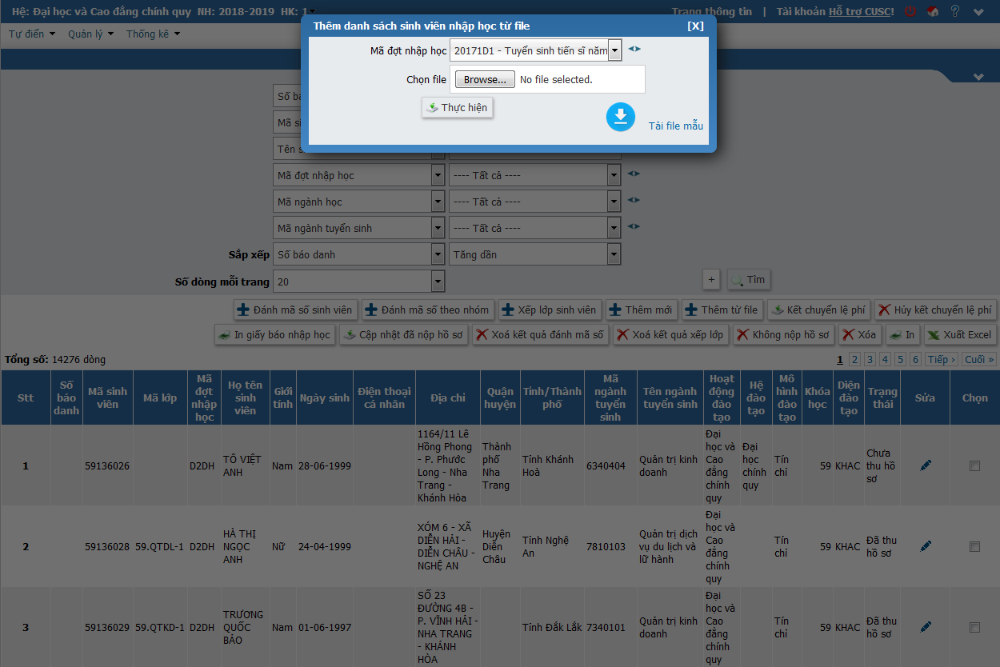 Hệ: Đại học và Cao đẳng chính quy NH: 2018-2019 HK: 1
Trang thông tin | Tài khoản Hỗ trợ CUSC!
Tự điển Quản lý Thống kê
Thêm danh sách sinh viên nhập học từ file [X]
Mã đợt nhập học 20171D1 - Tuyển sinh tiến sĩ năm
Chọn file Browse... No file selected.
Thực hiện
Tải file mẫu
Số bá
Mã si
Tên s
Mã đợt nhập học ---- Tất cả ----
Mã ngành học ---- Tất cả ----
Mã ngành tuyển sinh ---- Tất cả ----
Sắp xếp Số báo danh Tăng dần
Số dòng mỗi trang 20 + Tìm
Đánh mã số sinh viên Đánh mã số theo nhóm Xếp lớp sinh viên Thêm mới Thêm từ file Kết chuyển lệ phí Hủy kết chuyển lệ phí
In giấy báo nhập học Cập nhật đã nộp hồ sơ Xoá kết quả đánh mã số Xoá kết quả xếp lớp Không nộp hồ sơ Xóa In Xuất Excel
Tổng số: 14276 dòng 1 2 3 4 5 6 Tiếp › Cuối »
Stt
Số
báo
danh
Mã sinh
viên
Mã lớp
Mã
đợt
nhập
học
Họ tên
sinh
viên
Giới
tính
Ngày sinh
Điện thoại
cá nhân
Địa chỉ
Quận
huyện
Tỉnh/Thành
phố
Mã
ngành
tuyển
sinh
Tên ngành
tuyển sinh
Hoạt
động
đào
tạo
Hệ
đào
tạo
Mô
hình
đào
tạo
Khóa
học
Diện
đào
tạo
Trạng
thái
Sửa
Chọn
1
59136026
D2DH
TÔ VIỆT
ANH
Nam
28-06-1999
1164/11 Lê
Hồng Phong
- P. Phước
Long - Nha
Trang -
Khánh Hòa
Thành
phố
Nha
Trang
Tỉnh Khánh
Hoà
6340404
Quản trị kinh
doanh
Đại
học và
Cao
đẳng
chính
quy
Đại
học
chính
quy
Tín
chỉ
59
KHAC
Chưa
thu hồ
sơ
2
59136028
59.QTDL-1
D2DH
HÀ THỊ
NGỌC
ANH
Nữ
24-04-1999
XÓM 6 - XÃ
DIỄN HẢI -
DIỄN CHÂU -
NGHỆ AN
Huyện
Diễn
Châu
Tỉnh Nghệ
An
7810103
Quản trị dịch
vụ du lịch và
lữ hành
Đại
học và
Cao
đẳng
chính
quy
Tín
chỉ
59
KHAC
Đã thu
hồ sơ
3
59136029
59.QTKD-1
D2DH
TRƯƠNG
QUỐC
BẢO
Nam
01-06-1997
SỐ 23
ĐƯỜNG 4B -
P. VĨNH HẢI -
NHA TRANG
- KHÁNH
HÒA
Tỉnh Đắk Lắk
7340101
Quản trị kinh
doanh
Đại
học và
Cao
đẳng
chính
quy
Tín
chỉ
59
KHAC
Đã thu
hồ sơ